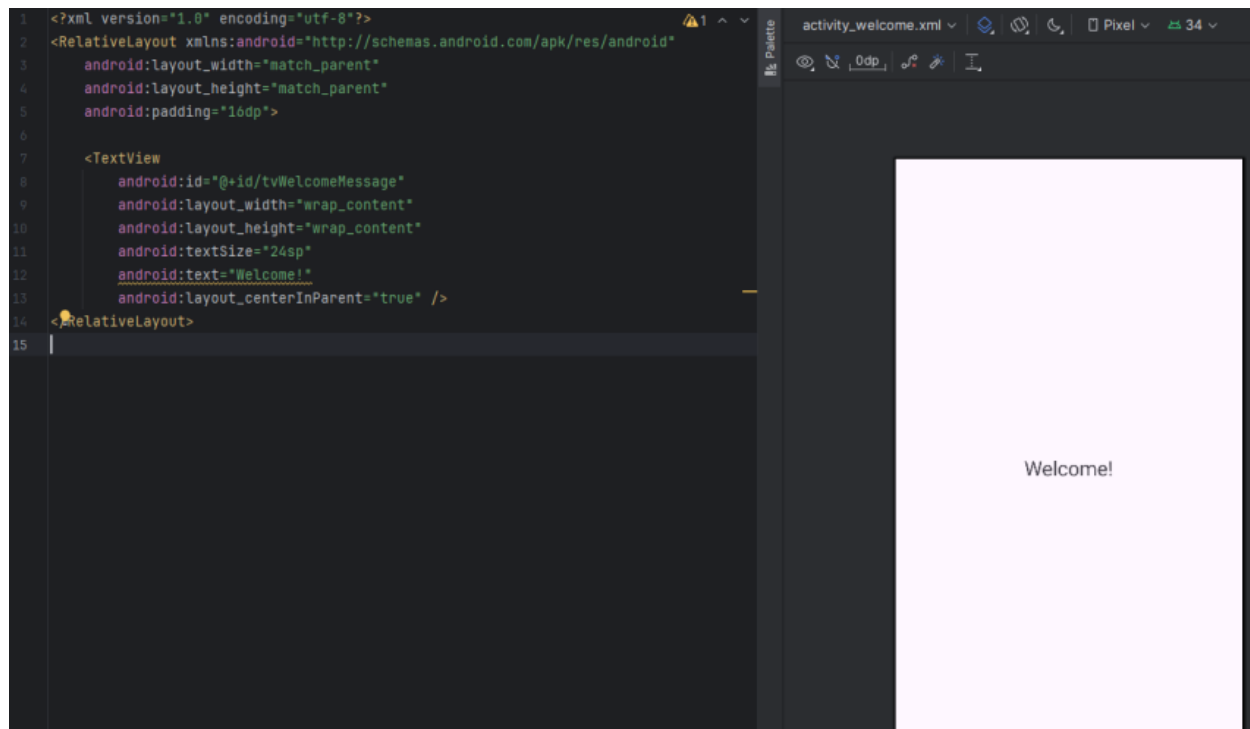 1 <?xml version="1.0" encoding="utf-8"?>
2 <RelativeLayout xmlns:android="http://schemas.android.com/apk/res/android"
3 android:layout_width="match_parent"
4 android:layout_height="match_parent"
5 android:padding="16dp">
6
7 <TextView
8 android:id="@+id/tvWelcomeMessage"
9 android:layout_width="wrap_content"
10 android:layout_height="wrap_content"
11 android:textSize="24sp"
12 android:text="Welcome!"
13 android:layout_centerInParent="true" />
14 </RelativeLayout>
15
1
Palette
activity_welcome.xml Pixel 34
0dp
Welcome!